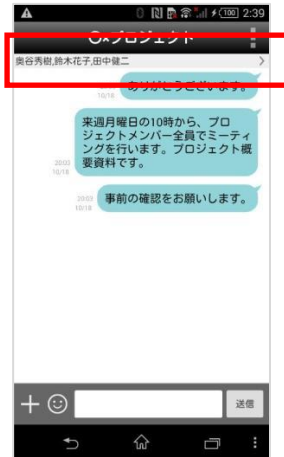 100 2:39
○×プロジェクト
奥谷秀樹,鈴木花子,田中健二
ありがとうございます。
10/18
来週月曜日の10時から、プロ
ジェクトメンバー全員でミーティ
ングを行います。プロジェクト概
要資料です。
20:03
10/18
事前の確認をお願いします。
20:03
10/18
送信